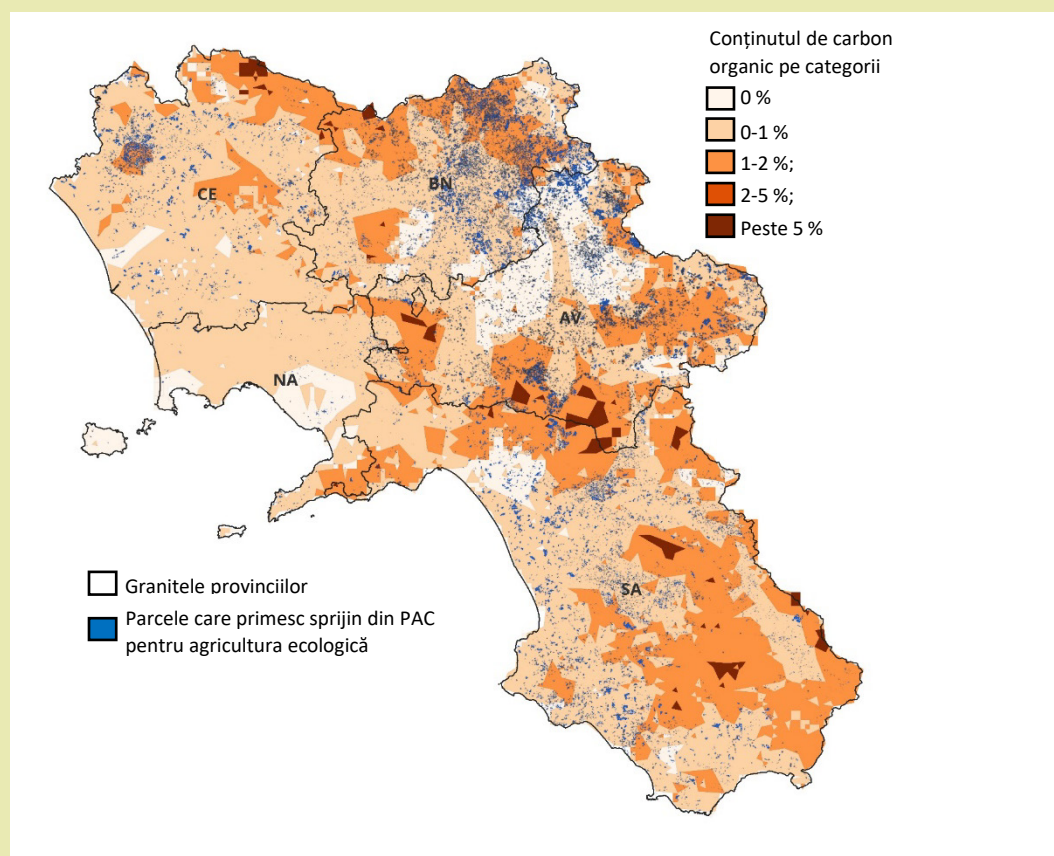 Conținutul de carbon
organic pe categorii
0 %
0-1 %
1-2 %;
2-5 %;
Peste 5 %
CE
BN
AV
NA
SA
Granitele provinciilor
Parcele care primesc sprijin din PAC
pentru agricultura ecologică